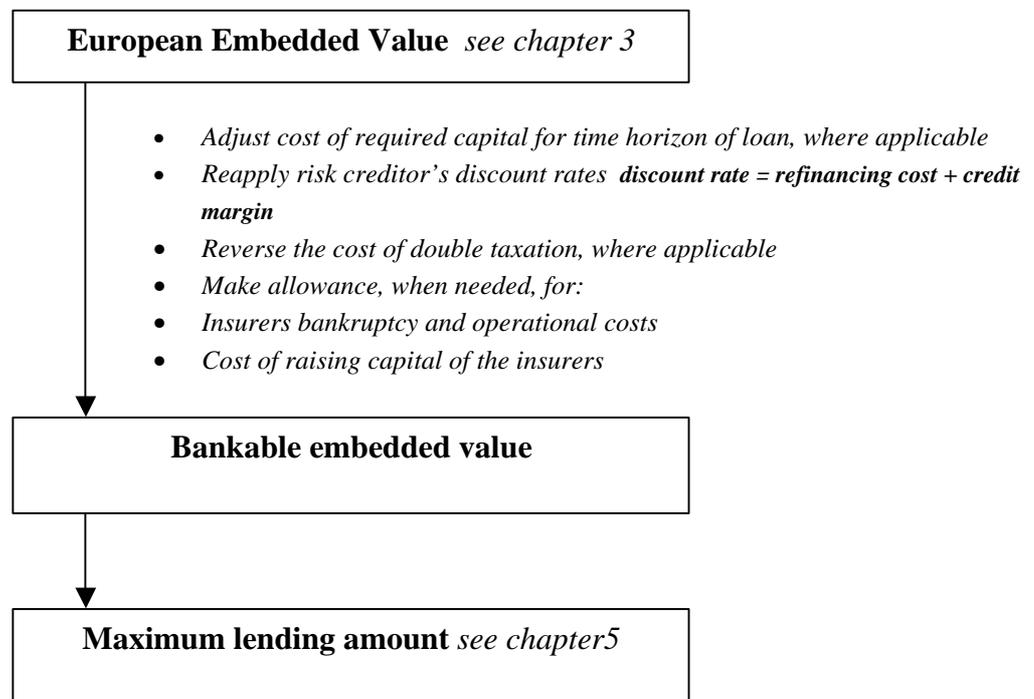 European Embedded Value see chapter 3
• Adjust cost of required capital for time horizon of loan, where applicable
• Reapply risk creditor's discount rates discount rate = refinancing cost + credit
margin
• Reverse the cost of double taxation, where applicable
• Make allowance, when needed, for:
• Insurers bankruptcy and operational costs
• Cost of raising capital of the insurers
Bankable embedded value
Maximum lending amount see chapter5